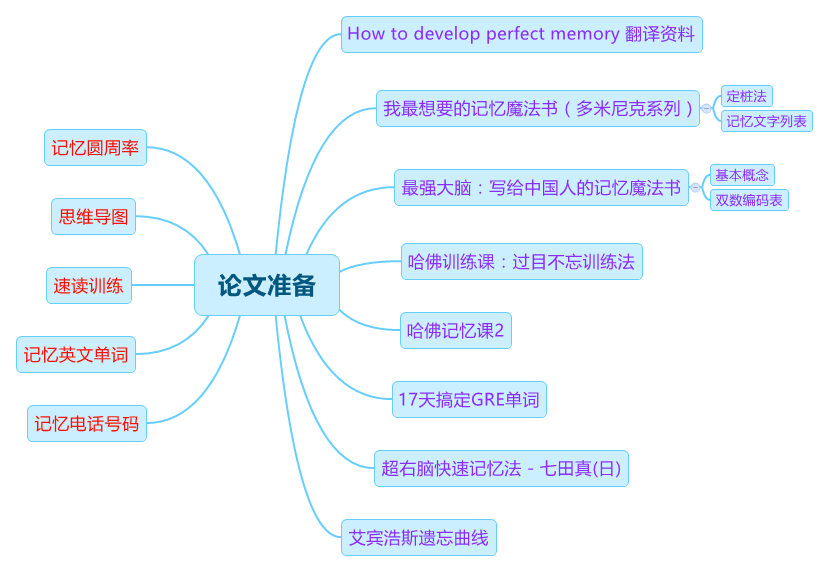 How to develop perfect memory 翻译资料
我最想要的记忆魔法书（多米尼克系列）
定桩法
记忆文字列表
最强大脑：写给中国人的记忆魔法书
基本概念
双数编码表
哈佛训练课：过目不忘训练法
哈佛记忆课2
17天搞定GRE单词
超右脑快速记忆法 - 七田真(日)
艾宾浩斯遗忘曲线
论文准备
记忆圆周率
思维导图
速读训练
记忆英文单词
记忆电话号码